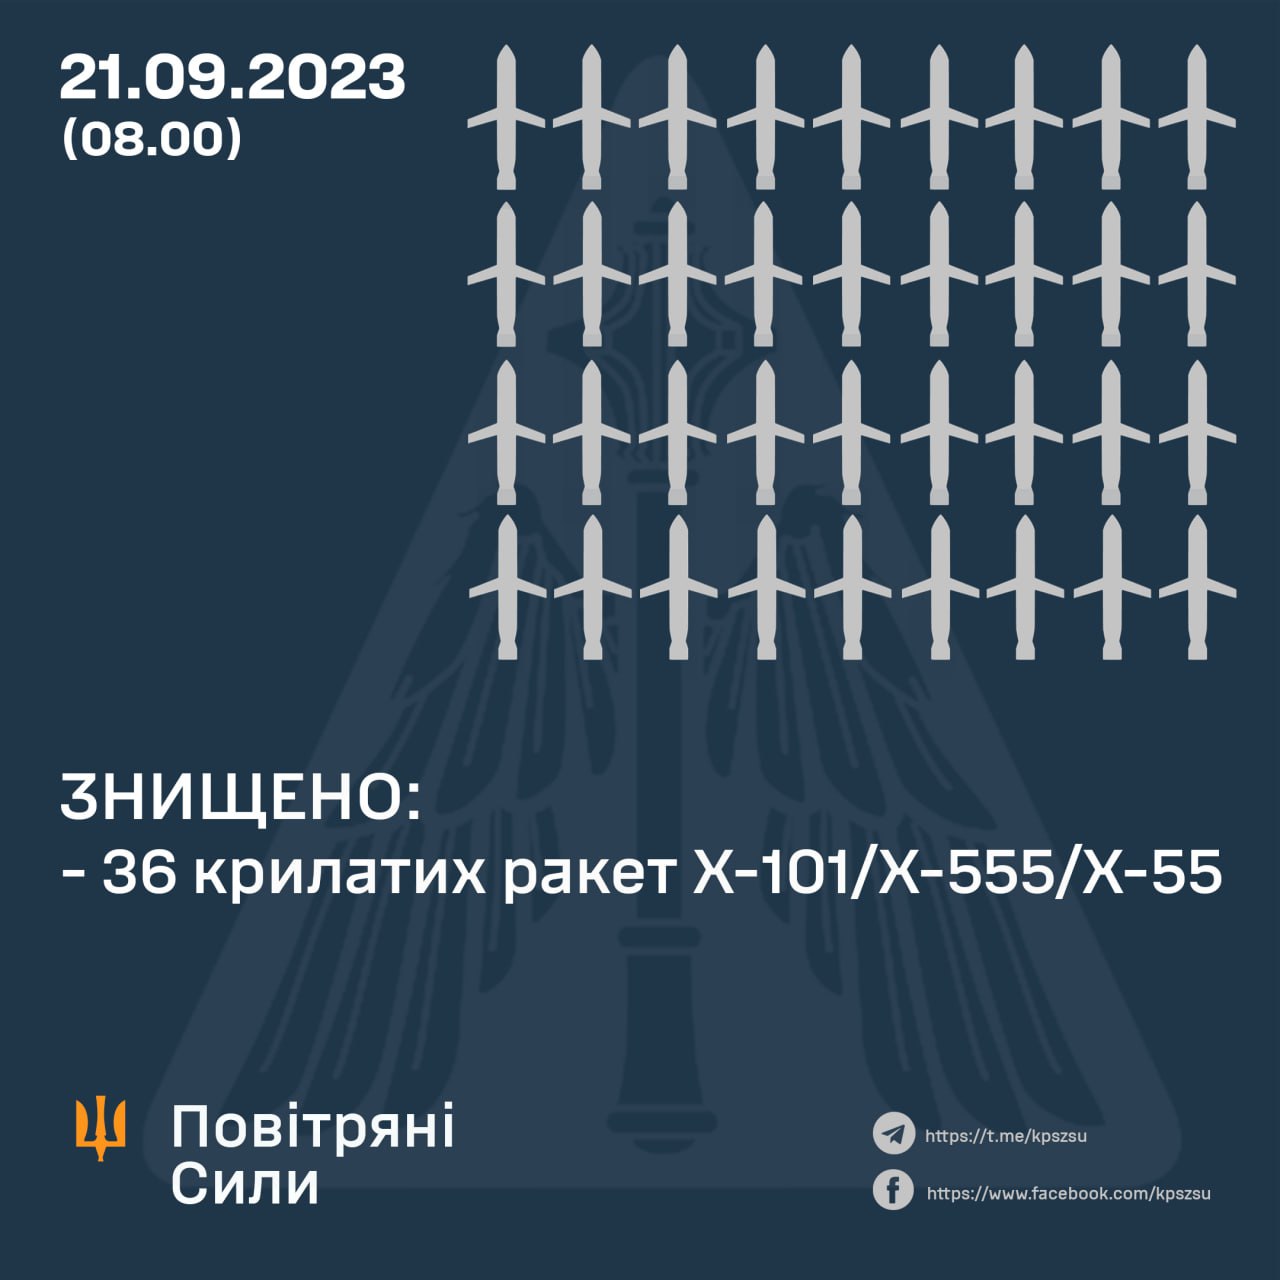 21.09.2023
(08.00)
ЗНИЩЕНО:
- 36 крилатих ракет Х-101/Х-555/Х-55
Повітряні
Сили
https://t.me/kpszsu
https://www.facebook.com/kpszsu